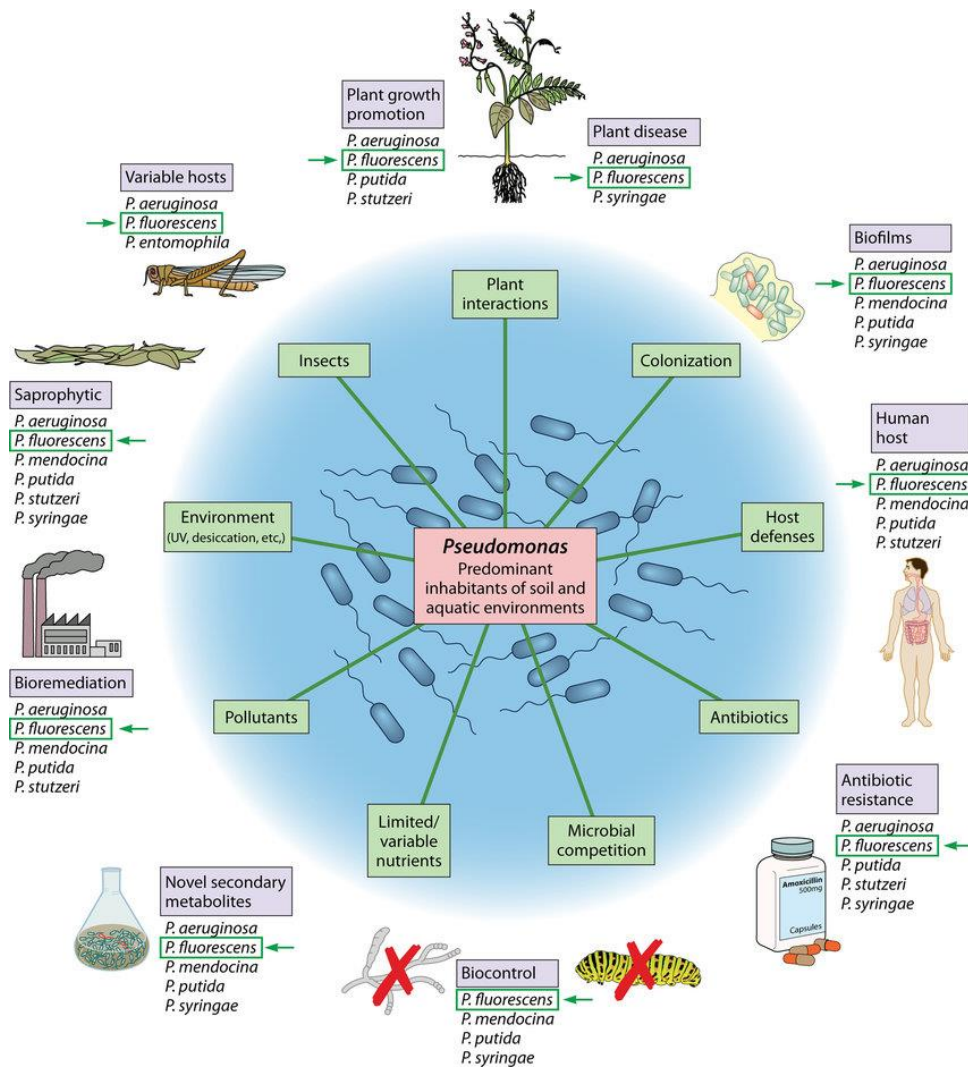 Plant growth
promotion
P. aeruginosa
P. fluorescens
P. putida
P. stutzeri
Plant disease
P. aeruginosa
P. fluorescens
P. syringae
Variable hosts
P. aeruginosa
P. fluorescens
P. entomophila
Biofilms
P. aeruginosa
P. fluorescens
P. mendocina
P. putida
P. syringae
Plant
interactions
Insects
Colonization
Saprophytic
P. aeruginosa
P. fluorescens
P. mendocina
P. putida
P. stutzeri
P. syringae
Human
host
P. aeruginosa
P. fluorescens
P. mendocina
P. putida
P. stutzeri
Environment
(UV, desiccation, etc,)
Host
defenses
Pseudomonas
Predominant
inhabitants of soil and
aquatic environments
Bioremediation
P. aeruginosa
P. fluorescens
P. mendocina
P. putida
P. stutzeri
Pollutants
Antibiotics
Limited/
variable
nutrients
Microbial
competition
Antibiotic
resistance
P. aeruginosa
P. fluorescens
P. putida
P. stutzeri
P. syringae
Amoxicillin
500mg
Capsules
Novel secondary
metabolites
P. aeruginosa
P. fluorescens
P. mendocina
P. putida
P. syringae
Biocontrol
P. fluorescens
P. mendocina
P. putida
P. syringae